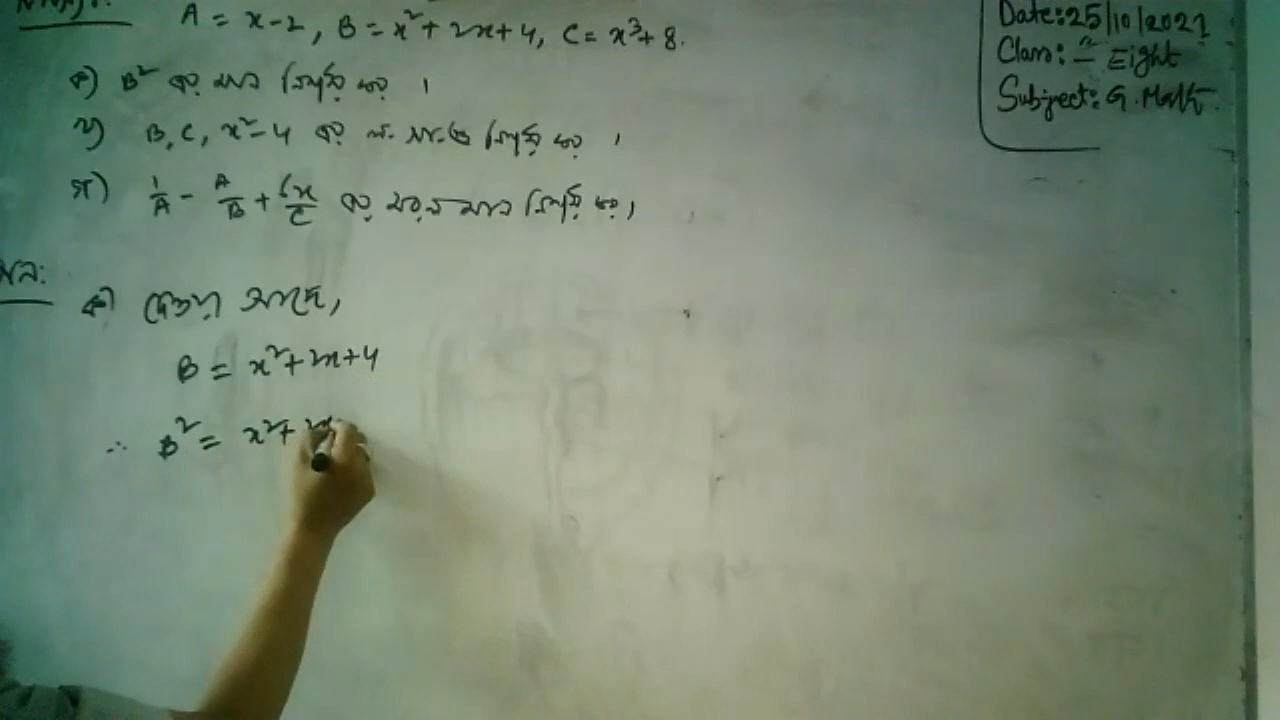 A = x-2, B = x²+2x+4, C = x³+8.
ক) B² এর মান নির্ণয় কর ।
খ) B, C, x²-4 এর ল. সা. গু নির্ণয় কর ।
গ) 1/A - A/B + 6x/C এর সরল মান নির্ণয় কর ।
ক) দেওয়া আছে,
B = x²+2x+4
∴ B² = x²+ 2x
Date: 25/10/2021
Class: Eight
Subject: G. Math.